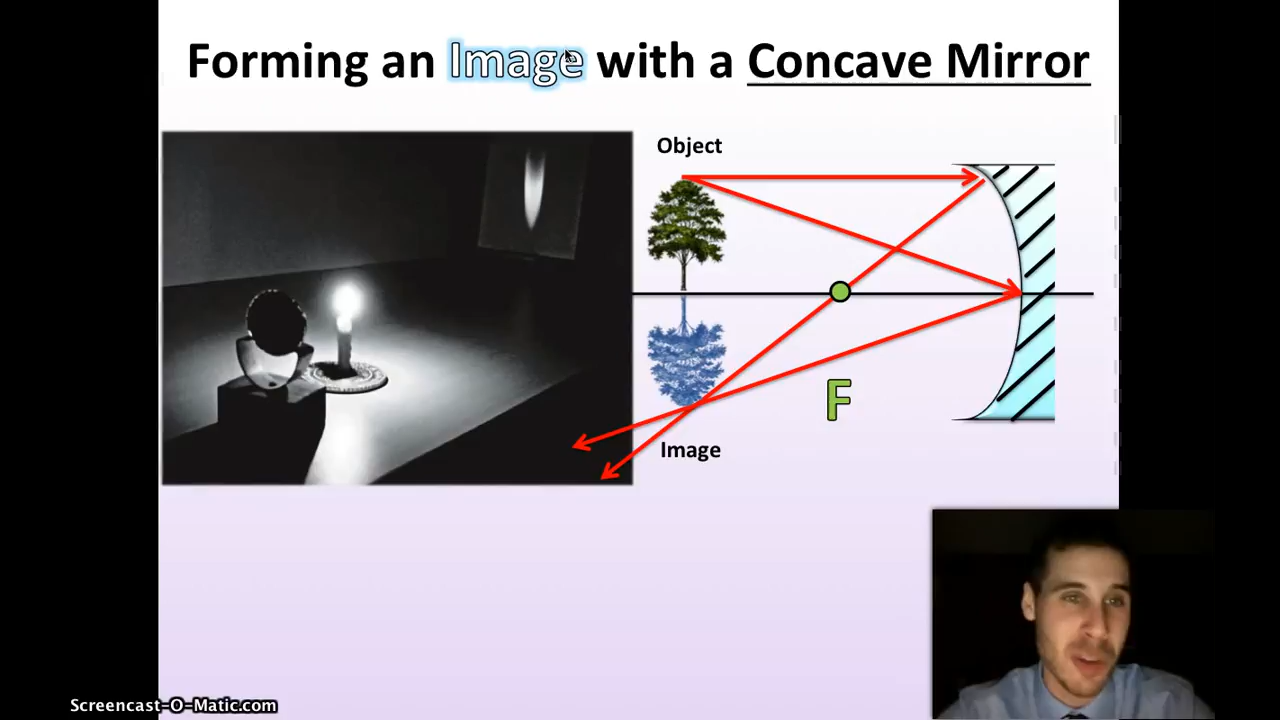 Forming an Image with a Concave Mirror
Object
F
Image
Screencast-O-Matic.com